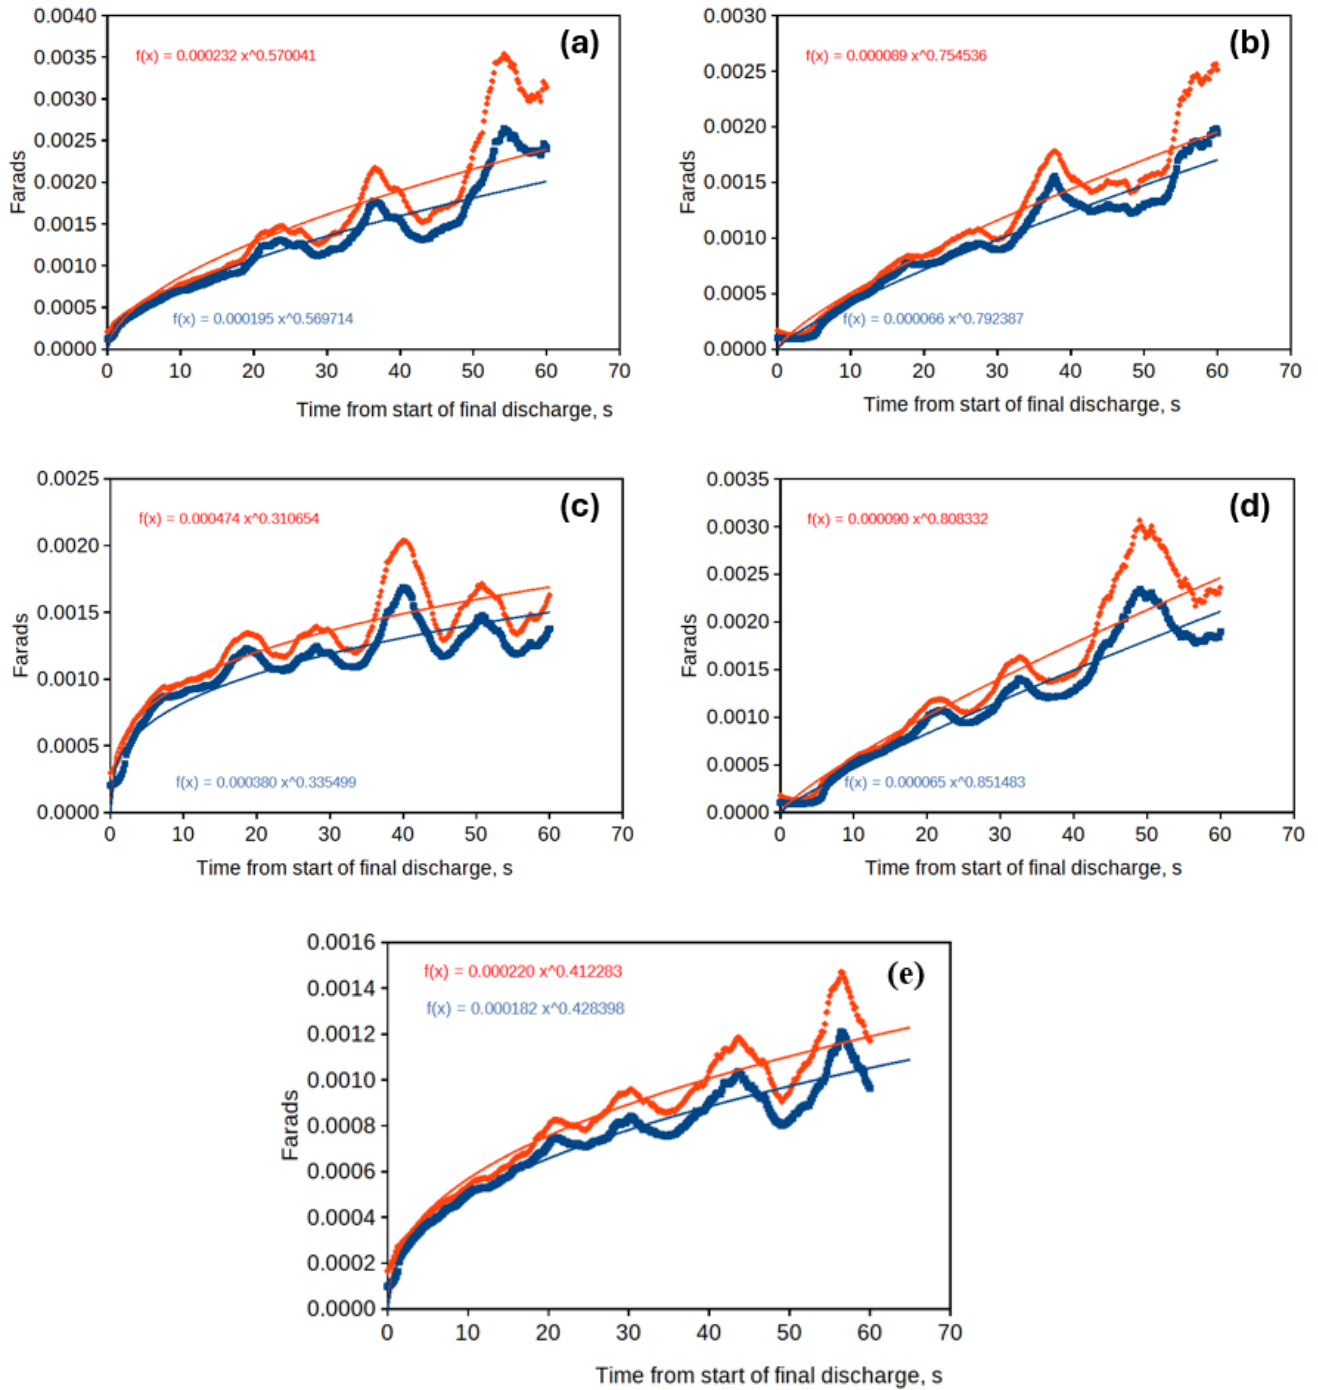 (a)
f(x) = 0.000232 x^0.570041
f(x) = 0.000195 x^0.569714
Farads
0.0040
0.0035
0.0030
0.0025
0.0020
0.0015
0.0010
0.0005
0.0000
0 10 20 30 40 50 60 70
Time from start of final discharge, s
(b)
f(x) = 0.000089 x^0.754536
f(x) = 0.000066 x^0.792387
Farads
0.0030
0.0025
0.0020
0.0015
0.0010
0.0005
0.0000
0 10 20 30 40 50 60 70
Time from start of final discharge, s
(c)
f(x) = 0.000474 x^0.310654
f(x) = 0.000380 x^0.335499
Farads
0.0025
0.0020
0.0015
0.0010
0.0005
0.0000
0 10 20 30 40 50 60 70
Time from start of final discharge, s
(d)
f(x) = 0.000090 x^0.808332
f(x) = 0.000065 x^0.851483
Farads
0.0035
0.0030
0.0025
0.0020
0.0015
0.0010
0.0005
0.0000
0 10 20 30 40 50 60 70
Time from start of final discharge, s
(e)
f(x) = 0.000220 x^0.412283
f(x) = 0.000182 x^0.428398
Farads
0.0016
0.0014
0.0012
0.0010
0.0008
0.0006
0.0004
0.0002
0.0000
0 10 20 30 40 50 60 70
Time from start of final discharge, s